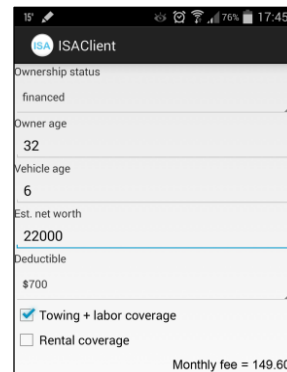 15° 76% 17:45
ISA ISAClient
Ownership status
financed
Owner age
32
Vehicle age
6
Est. net worth
22000
Deductible
$700
Towing + labor coverage
Rental coverage
Monthly fee = 149.60